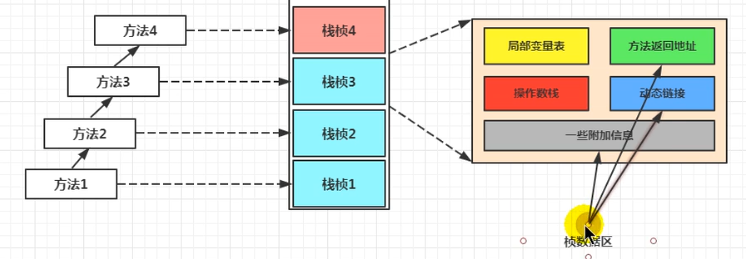 方法4
方法3
方法2
方法1
栈桢4
栈桢3
栈桢2
栈桢1
局部变量表
方法返回地址
操作数栈
动态链接
一些附加信息
桢数据区